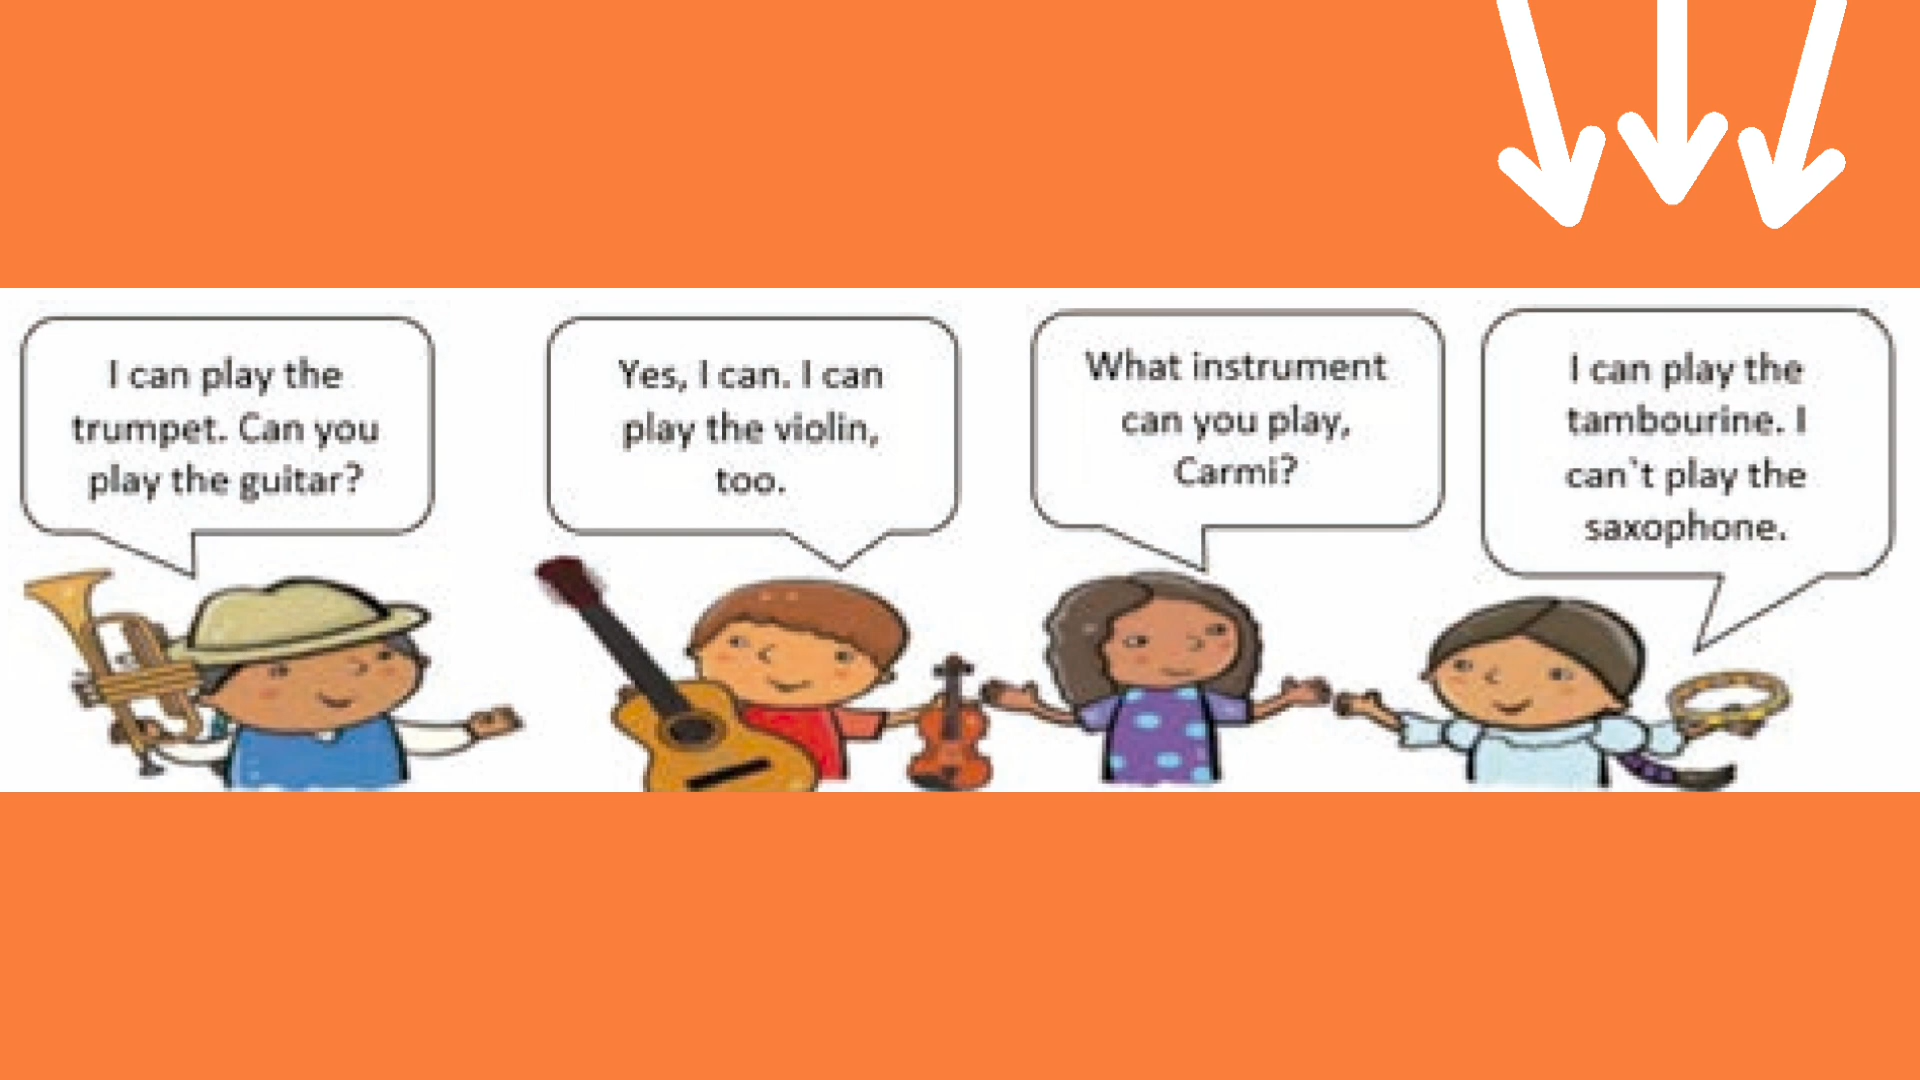 I can play the
trumpet. Can you
play the guitar?
Yes, I can. I can
play the violin,
too.
What instrument
can you play,
Carmi?
I can play the
tambourine. I
can`t play the
saxophone.